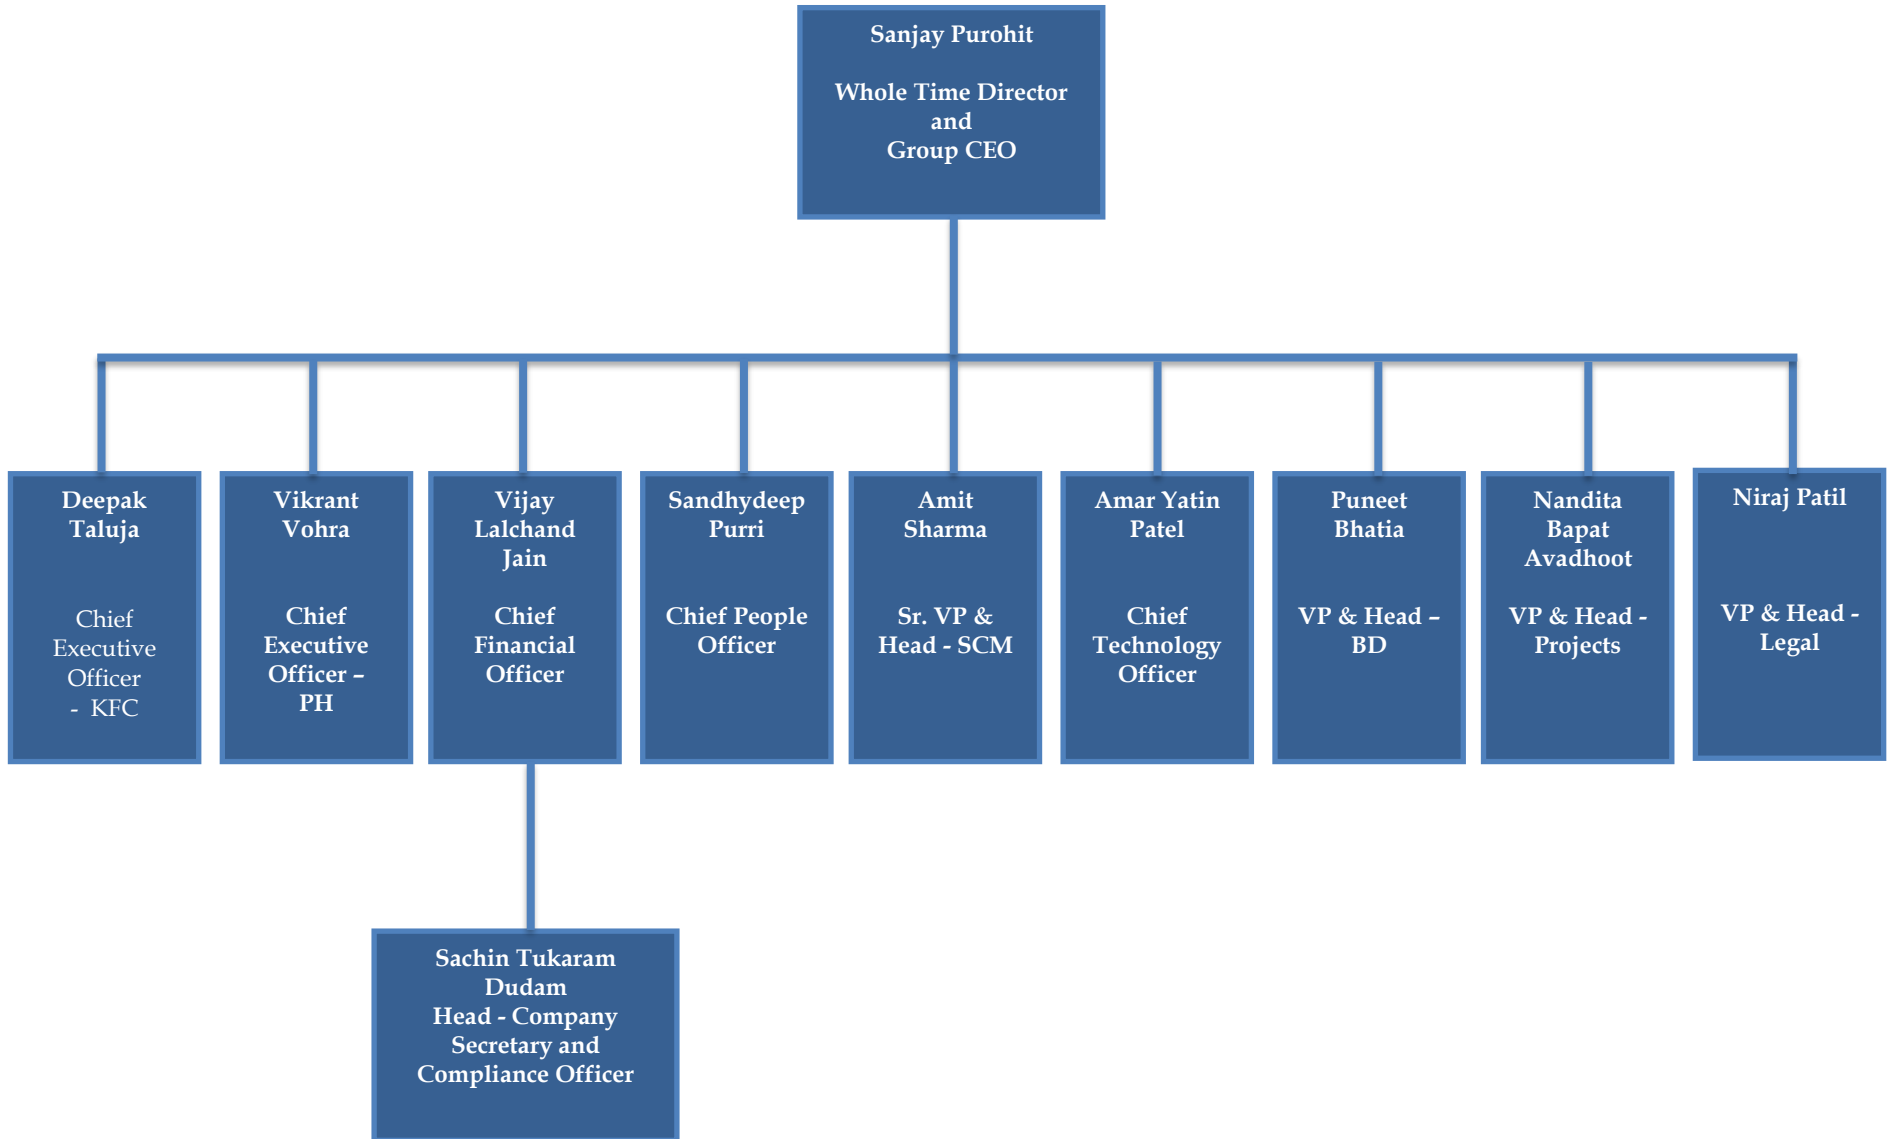 Sanjay Purohit
Whole Time Director
and
Group CEO
Deepak
Taluja
Chief
Executive
Officer
- KFC
Vikrant
Vohra
Chief
Executive
Officer –
PH
Vijay
Lalchand
Jain
Chief
Financial
Officer
Sandhydeep
Purri
Chief People
Officer
Amit
Sharma
Sr. VP &
Head - SCM
Amar Yatin
Patel
Chief
Technology
Officer
Puneet
Bhatia
VP & Head –
BD
Nandita
Bapat
Avadhoot
VP & Head -
Projects
Niraj Patil
VP & Head -
Legal
Sachin Tukaram
Dudam
Head - Company
Secretary and
Compliance Officer